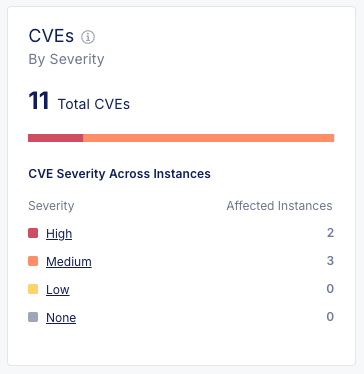 CVEs
By Severity
11 Total CVEs
CVE Severity Across Instances
Severity Affected Instances
High 2
Medium 3
Low 0
None 0